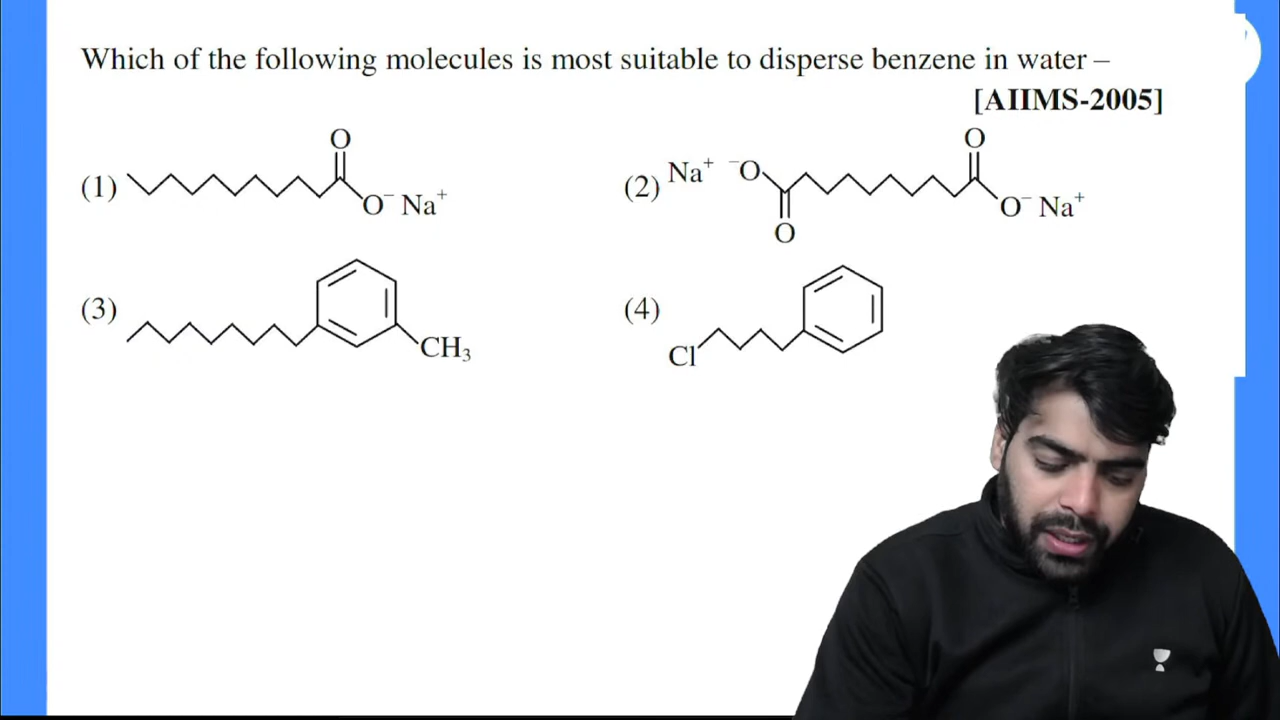 Which of the following molecules is most suitable to disperse benzene in water –
[AIIMS-2005]
(1) O O⁻ Na⁺
(2) Na⁺ ⁻O O O O⁻ Na⁺
(3) CH₃
(4) Cl